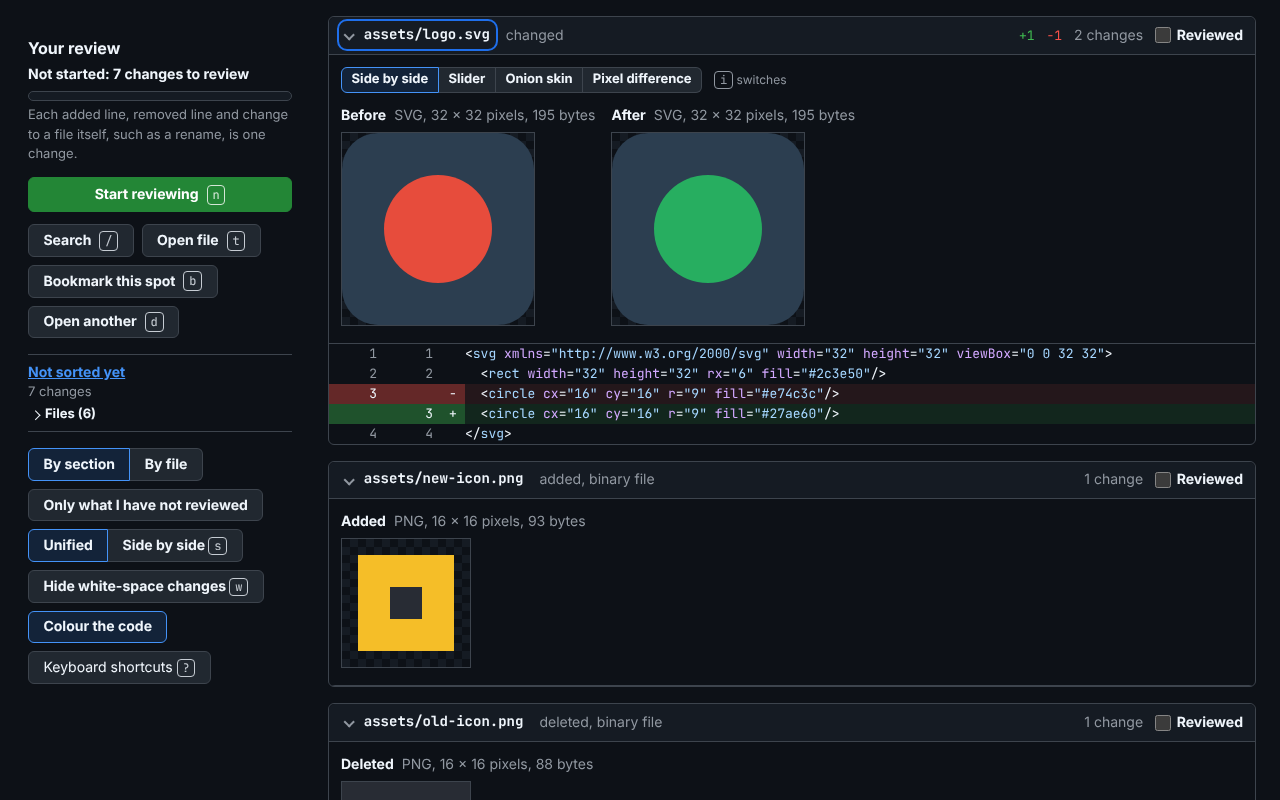 Your review
Not started: 7 changes to review
Each added line, removed line and change
to a file itself, such as a rename, is one
change.
Start reviewing n
Search / Open file t
Bookmark this spot b
Open another d
Not sorted yet
7 changes
Files (6)
By section By file
Only what I have not reviewed
Unified Side by side s
Hide white-space changes w
Colour the code
Keyboard shortcuts ?
assets/logo.svg changed +1 -1 2 changes Reviewed
Side by side Slider Onion skin Pixel difference i switches
Before SVG, 32 × 32 pixels, 195 bytes After SVG, 32 × 32 pixels, 195 bytes
1 1 <svg xmlns="http://www.w3.org/2000/svg" width="32" height="32" viewBox="0 0 32 32">
2 2 <rect width="32" height="32" rx="6" fill="#2c3e50"/>
3 - <circle cx="16" cy="16" r="9" fill="#e74c3c"/>
3 + <circle cx="16" cy="16" r="9" fill="#27ae60"/>
4 4 </svg>
assets/new-icon.png added, binary file 1 change Reviewed
Added PNG, 16 × 16 pixels, 93 bytes
assets/old-icon.png deleted, binary file 1 change Reviewed
Deleted PNG, 16 × 16 pixels, 88 bytes